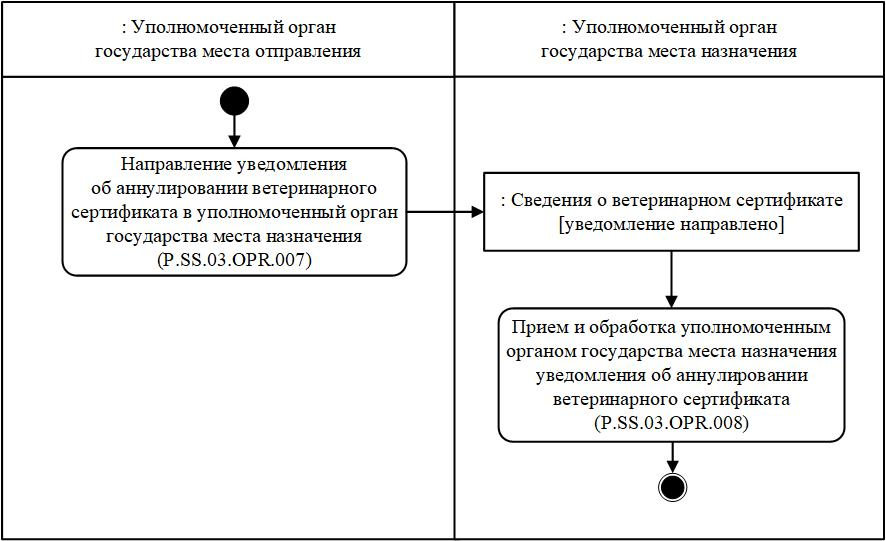 : Уполномоченный орган
государства места отправления
: Уполномоченный орган
государства места назначения
Направление уведомления
об аннулировании ветеринарного
сертификата в уполномоченный орган
государства места назначения
(P.SS.03.OPR.007)
: Сведения о ветеринарном сертификате
[уведомление направлено]
Прием и обработка уполномоченным
органом государства места назначения
уведомления об аннулировании
ветеринарного сертификата
(P.SS.03.OPR.008)